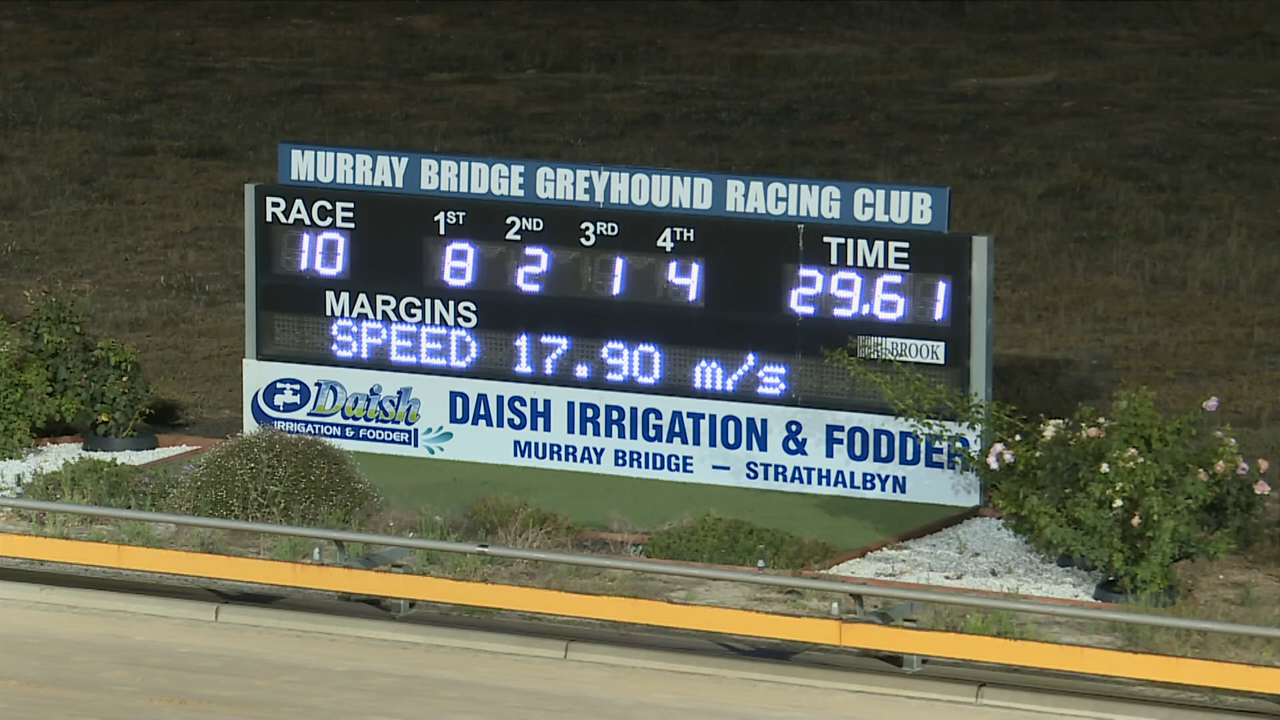 MURRAY BRIDGE GREYHOUND RACING CLUB
RACE 1ST 2ND 3RD 4TH TIME
10 8 2 1 4 29.61
MARGINS
SPEED 17.90 m/s
BROOK
Daish
IRRIGATION & FODDER
DAISH IRRIGATION & FODDER
MURRAY BRIDGE — STRATHALBYN